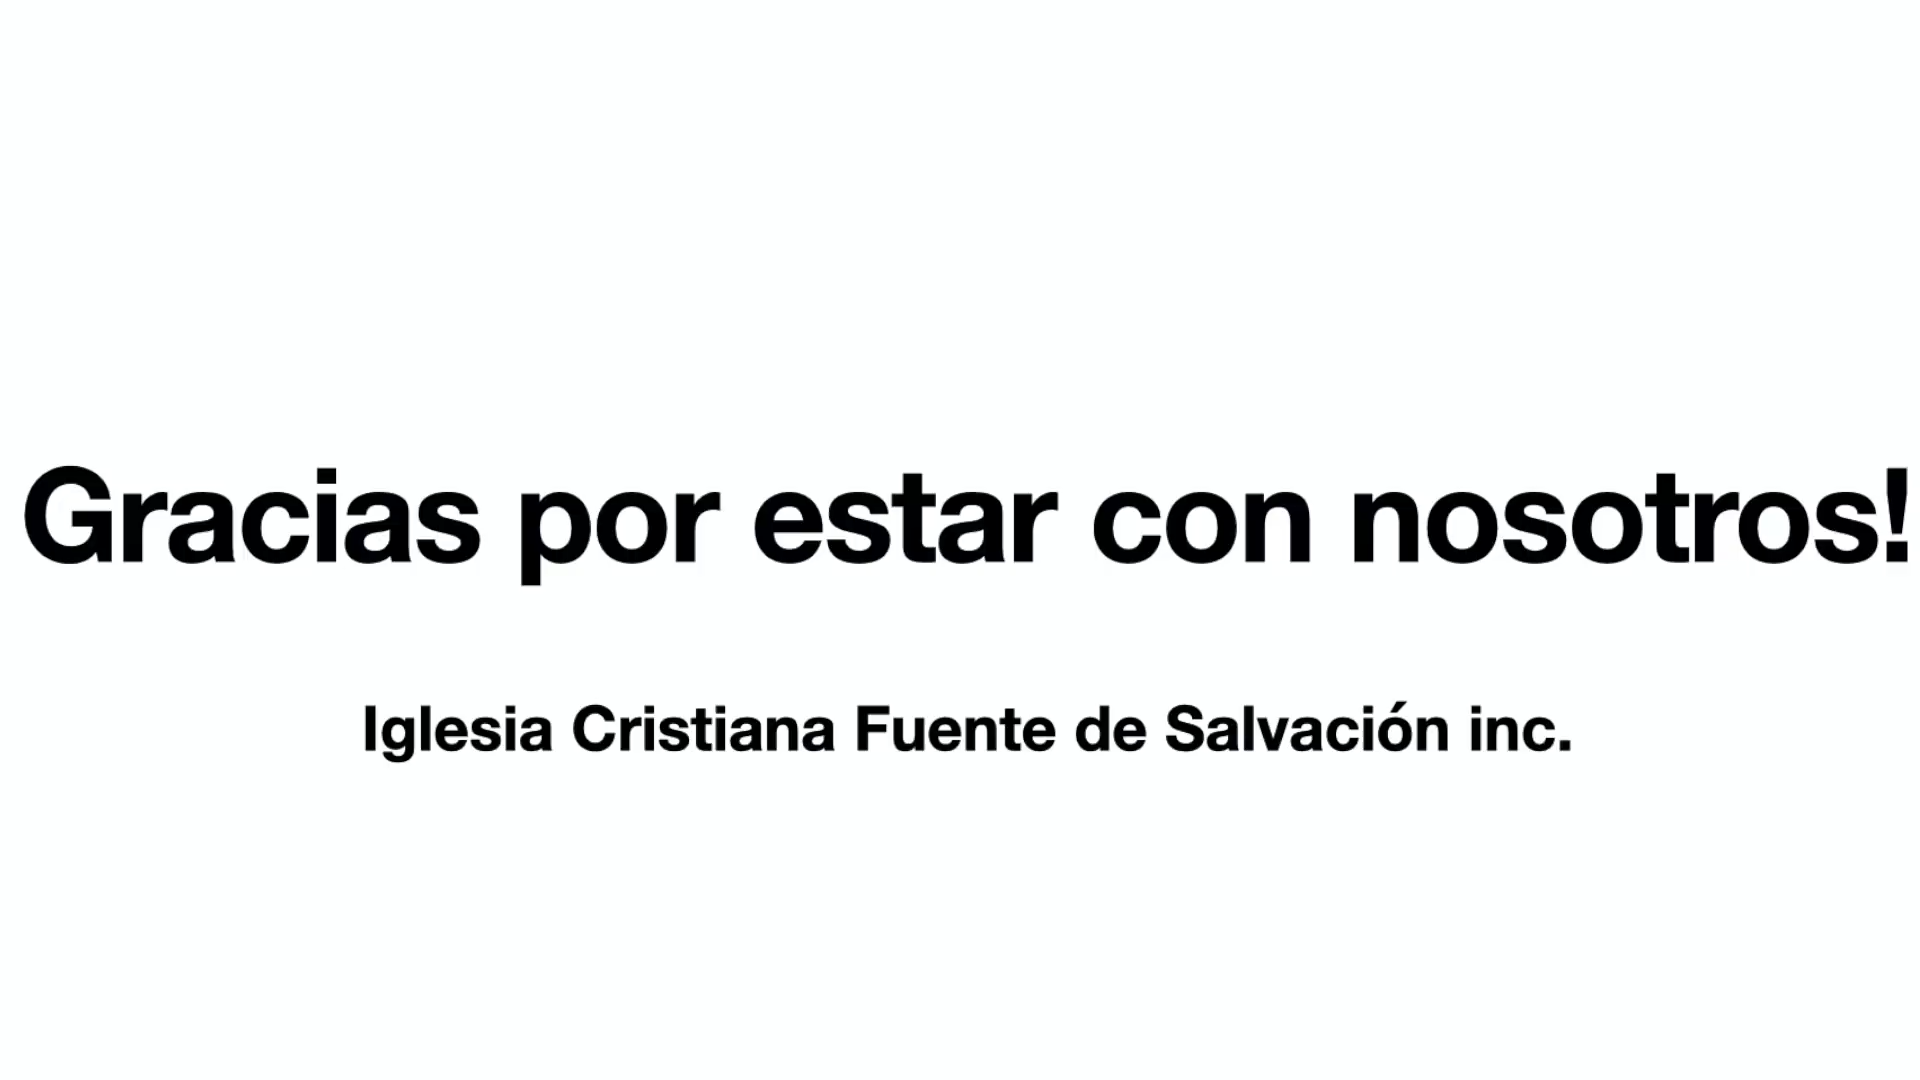 Gracias por estar con nosotros!
Iglesia Cristiana Fuente de Salvación inc.